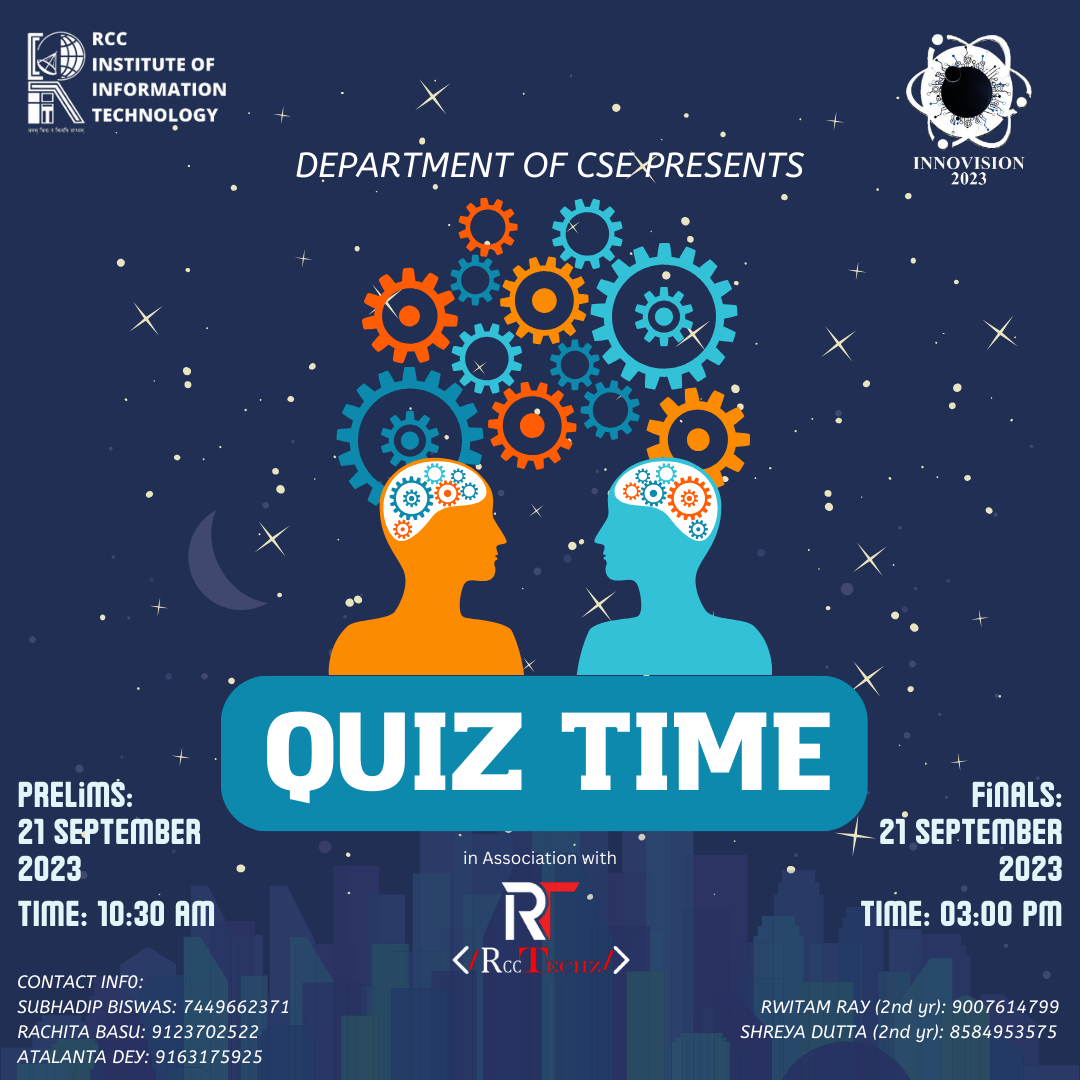 RCC
INSTITUTE OF
INFORMATION
TECHNOLOGY
INNOVISION
2023
DEPARTMENT OF CSE PRESENTS
QUIZ TIME
PRELiMS:
21 SEPTEMBER
2023
TIME: 10:30 AM
FiNALS:
21 SEPTEMBER
2023
TIME: 03:00 PM
in Association with
RT
</RCCTECHZ/>
CONTACT INF0:
SUBHADIP BISWAS: 7449662371
RACHITA BASU: 9123702522
ATALANTA DEY: 9163175925
RWITAM RAY (2nd yr): 9007614799
SHREYA DUTTA (2nd yr): 8584953575